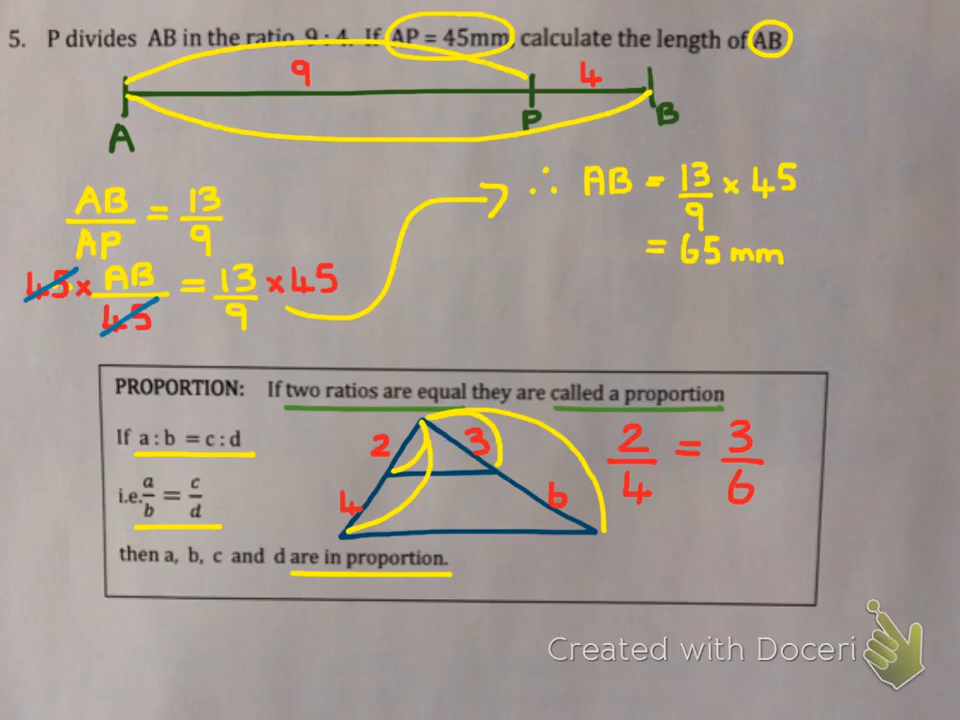 5. P divides AB in the ratio 9 : 4. If AP = 45mm, calculate the length of AB
9 4
A P B
AB/AP = 13/9
∴ AB = 13/9 × 45
= 65 mm
45 × AB/45 = 13/9 × 45
PROPORTION: If two ratios are equal they are called a proportion
If a : b = c : d
i.e. a/b = c/d
then a, b, c and d are in proportion.
2 3
4 6
2/4 = 3/6
Created with Doceri